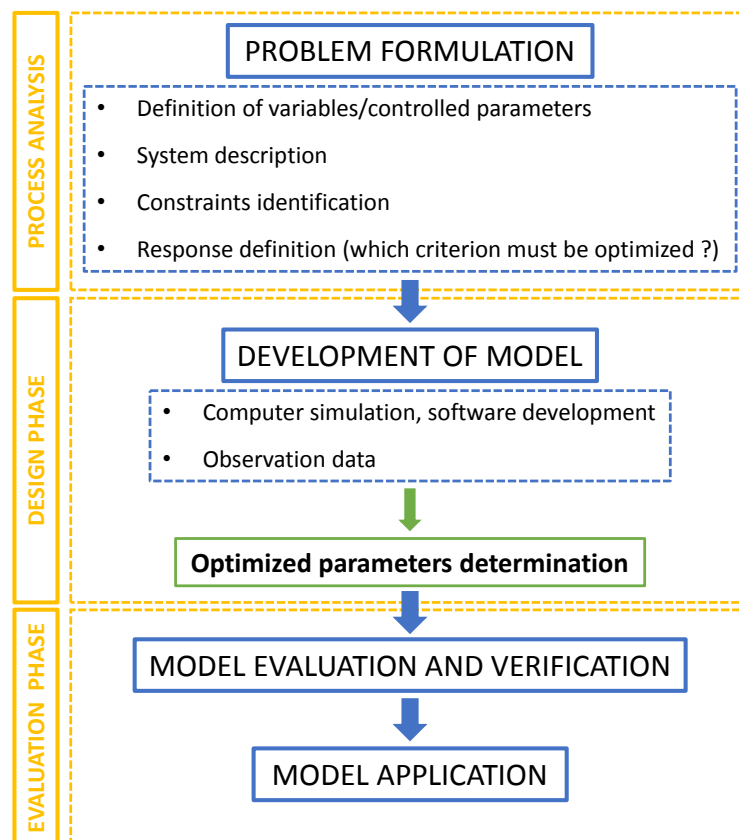 PROCESS ANALYSIS
PROBLEM FORMULATION
• Definition of variables/controlled parameters
• System description
• Constraints identification
• Response definition (which criterion must be optimized ?)
DESIGN PHASE
DEVELOPMENT OF MODEL
• Computer simulation, software development
• Observation data
Optimized parameters determination
EVALUATION PHASE
MODEL EVALUATION AND VERIFICATION
MODEL APPLICATION